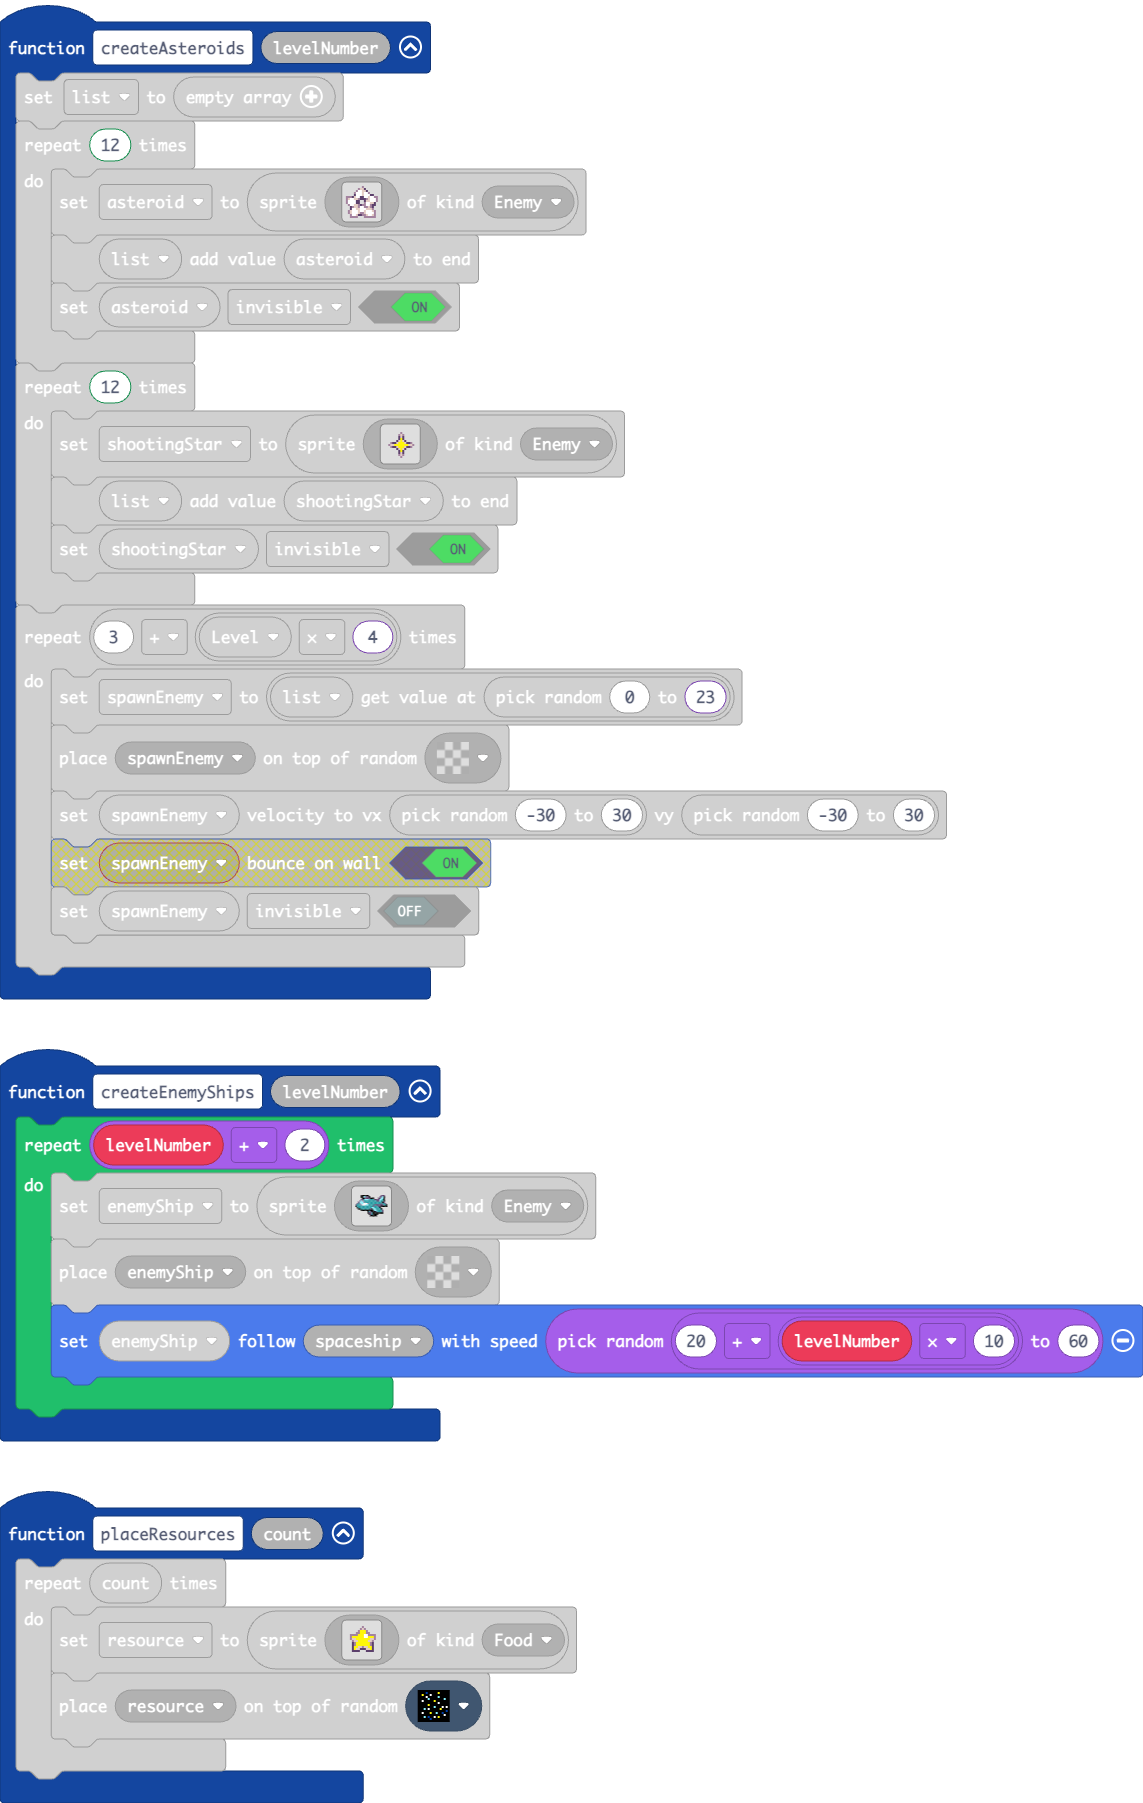 function createAsteroids levelNumber
set list to empty array
repeat 12 times
do
set asteroid to sprite of kind Enemy
list add value asteroid to end
set asteroid invisible ON
repeat 12 times
do
set shootingStar to sprite of kind Enemy
list add value shootingStar to end
set shootingStar invisible ON
repeat 3 + Level × 4 times
do
set spawnEnemy to list get value at pick random 0 to 23
place spawnEnemy on top of random
set spawnEnemy velocity to vx pick random -30 to 30 vy pick random -30 to 30
set spawnEnemy bounce on wall ON
set spawnEnemy invisible OFF
function createEnemyShips levelNumber
repeat levelNumber + 2 times
do
set enemyShip to sprite of kind Enemy
place enemyShip on top of random
set enemyShip follow spaceship with speed pick random 20 + levelNumber × 10 to 60
function placeResources count
repeat count times
do
set resource to sprite of kind Food
place resource on top of random